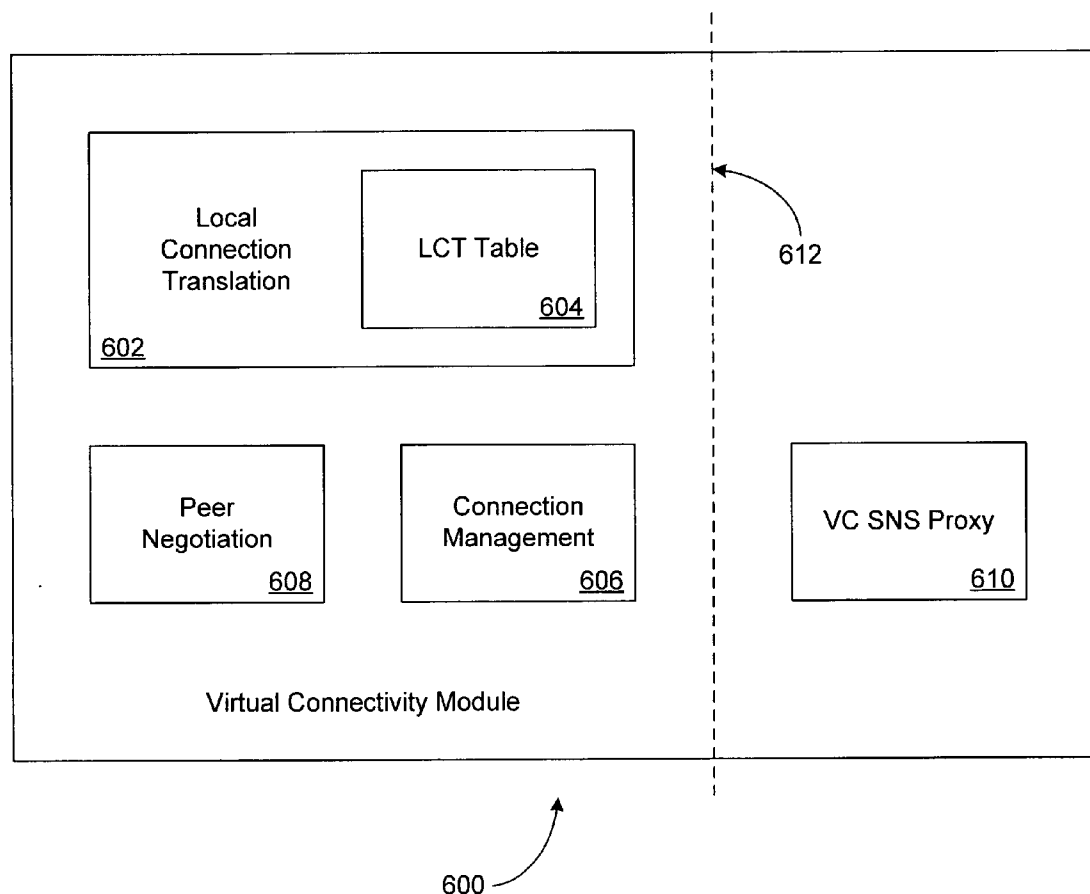 Local
Connection
Translation
602
LCT Table
604
612
Peer
Negotiation
608
Connection
Management
606
VC SNS Proxy
610
Virtual Connectivity Module
600